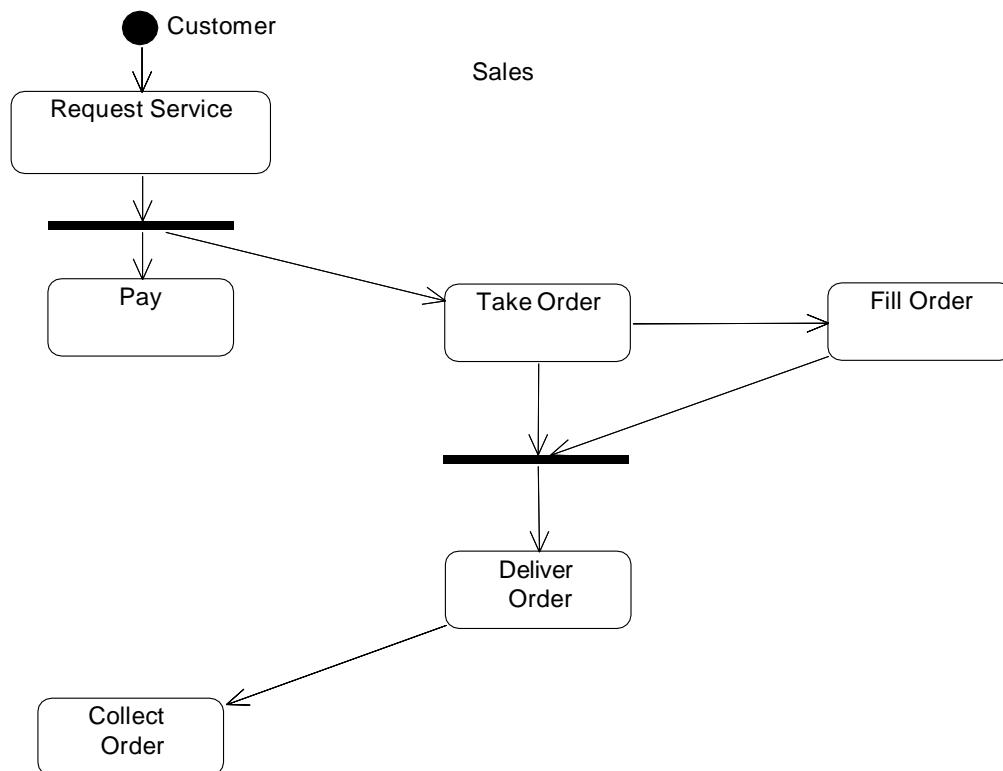 Customer
Sales
Request Service
Pay
Take Order
Fill Order
Deliver
Order
Collect
Order